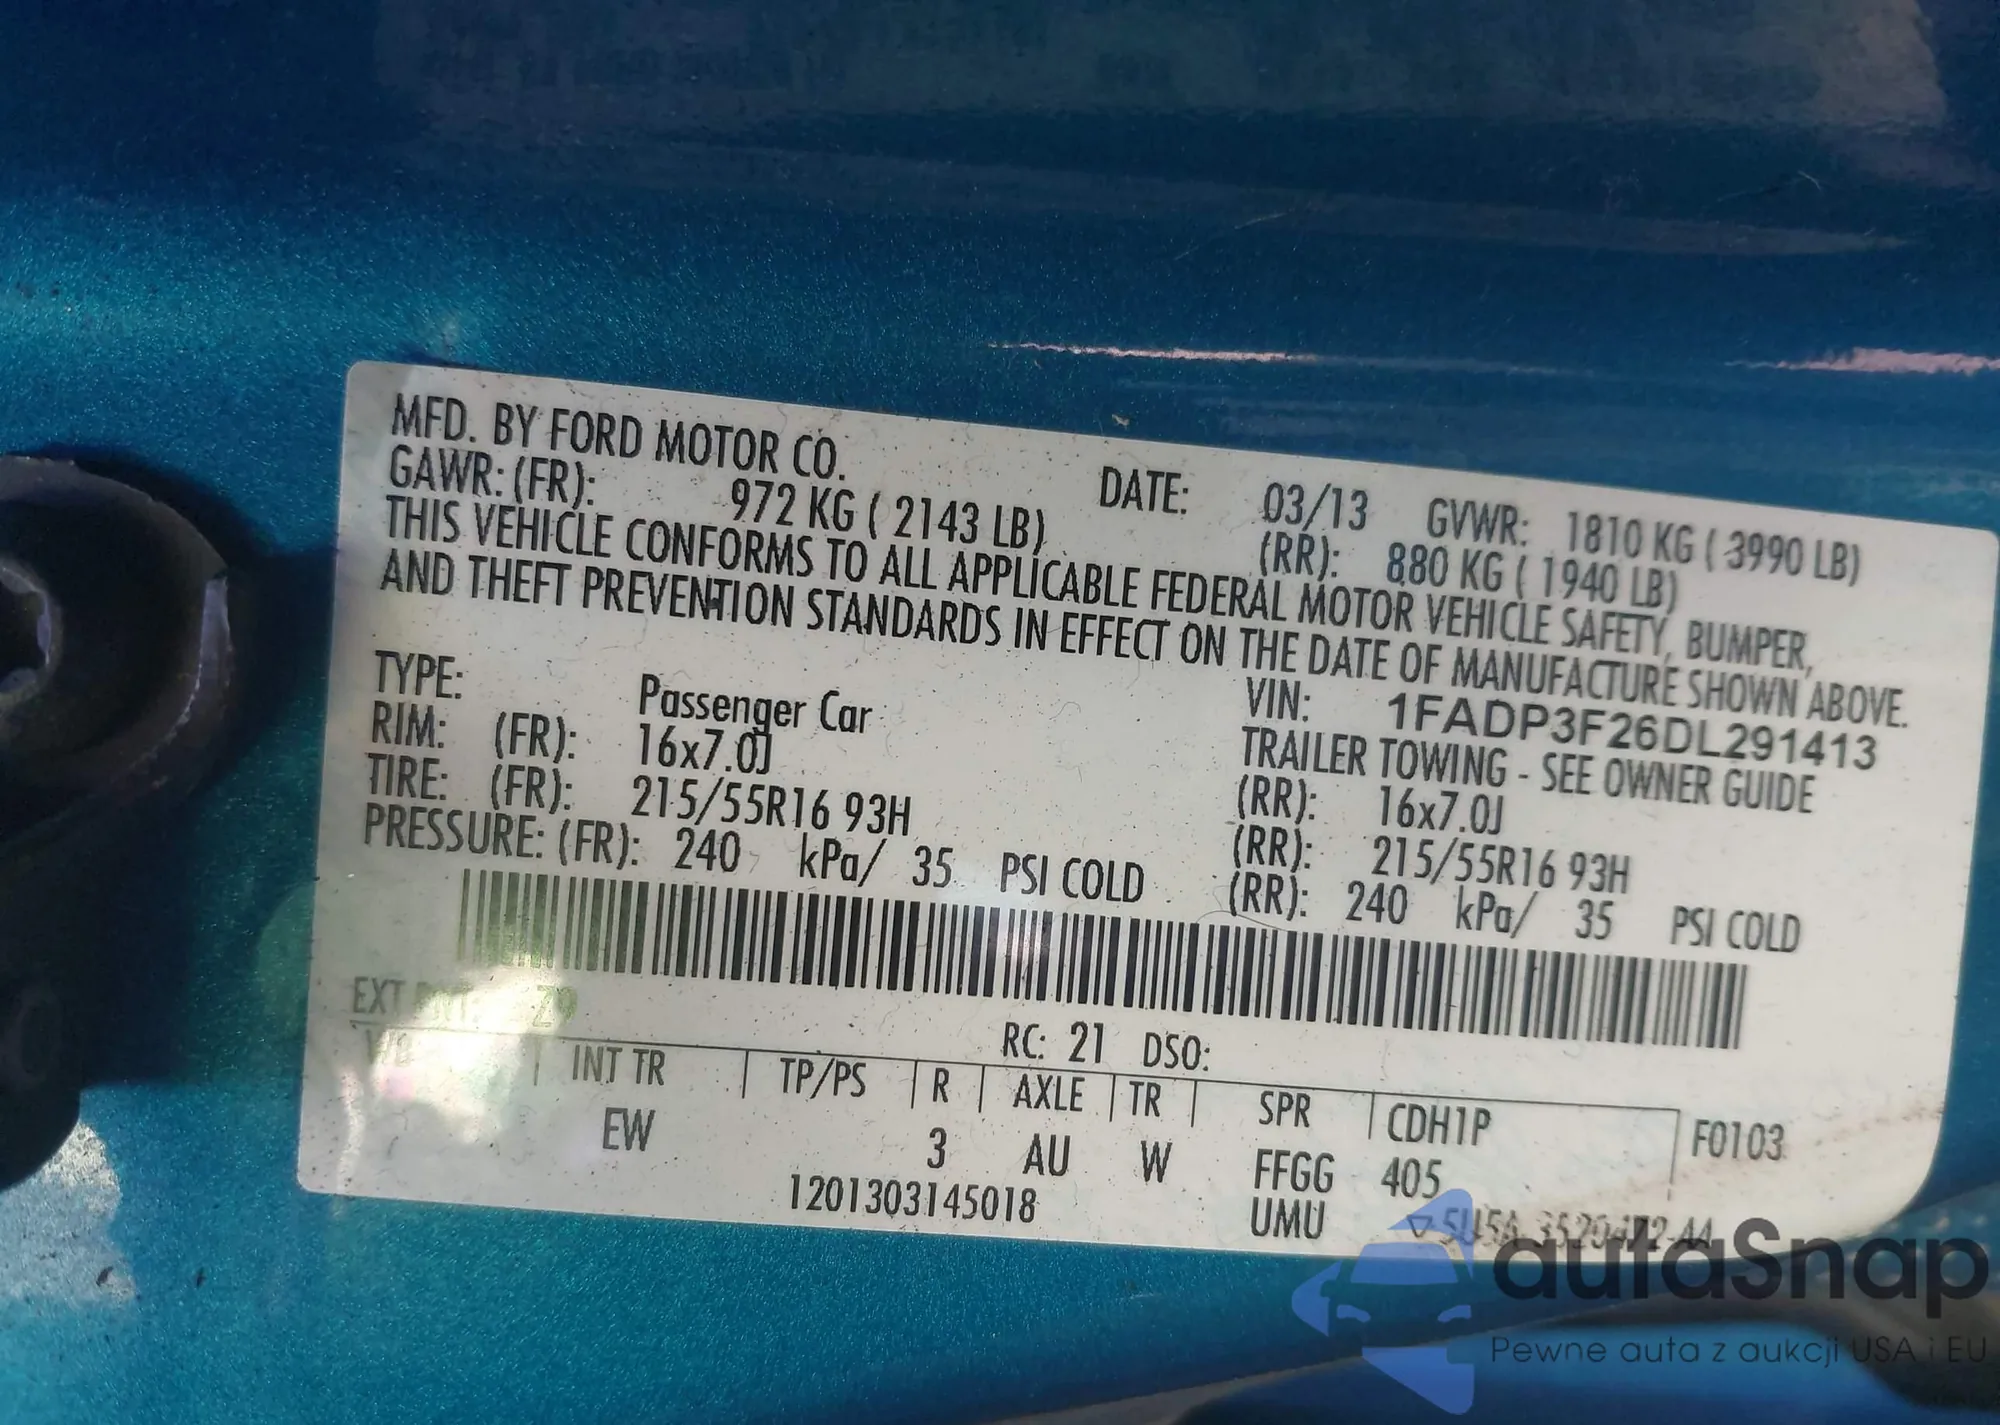 MFD. BY FORD MOTOR CO. DATE: 03/13 GVWR: 1810 KG ( 3990 LB)
GAWR: (FR): 972 KG ( 2143 LB) (RR): 880 KG ( 1940 LB)
THIS VEHICLE CONFORMS TO ALL APPLICABLE FEDERAL MOTOR VEHICLE SAFETY, BUMPER,
AND THEFT PREVENTION STANDARDS IN EFFECT ON THE DATE OF MANUFACTURE SHOWN ABOVE.
VIN: 1FADP3F26DL291413
TYPE: Passenger Car TRAILER TOWING - SEE OWNER GUIDE
RIM: (FR): 16x7.0J (RR): 16x7.0J
TIRE: (FR): 215/55R16 93H (RR): 215/55R16 93H
PRESSURE: (FR): 240 kPa/ 35 PSI COLD (RR): 240 kPa/ 35 PSI COLD
EXT PNT: Z9 RC: 21 DSO: F0103
INT TR TP/PS R AXLE TR SPR CDH1P
EW 3 AU W FFGG 405
1201303145018 UMU
autaSnap
Pewne auta z aukcji USA i EU